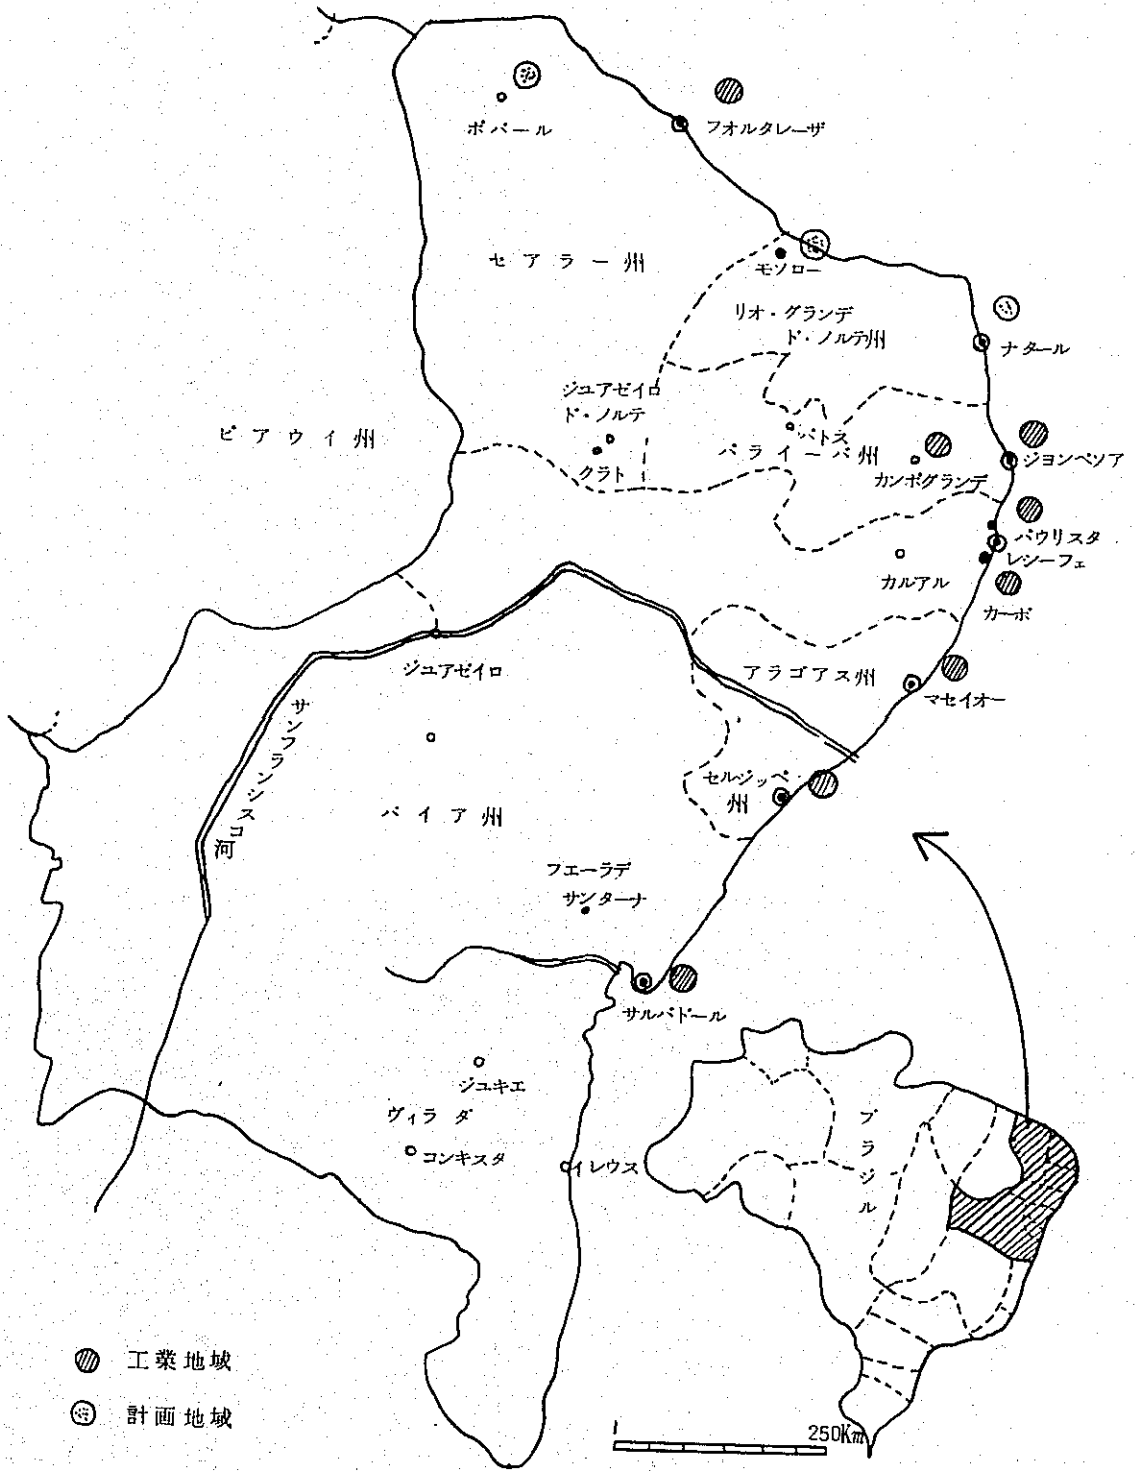 ポバール
フオルタレーザ
セアラー州
モソロー
リオ・グランデ
ド・ノルテ州
ナタール
ジユアゼイロ
ド・ノルテ
ピアウイ州
パトス
パライーバ州
ジヨンペソア
クラト
カンポグランデ
パウリスタ
レシーフェ
カルアル
カーボ
ジユアゼイロ
アラゴアス州
マセイオー
サンフランシスコ河
セルジッペ
州
バイア州
フエーラデ
サンターナ
サルバドール
ジユキエ
ヴィラダ
コンキスタ
イレウス
ブラジル
工業地域
計画地域
250Km